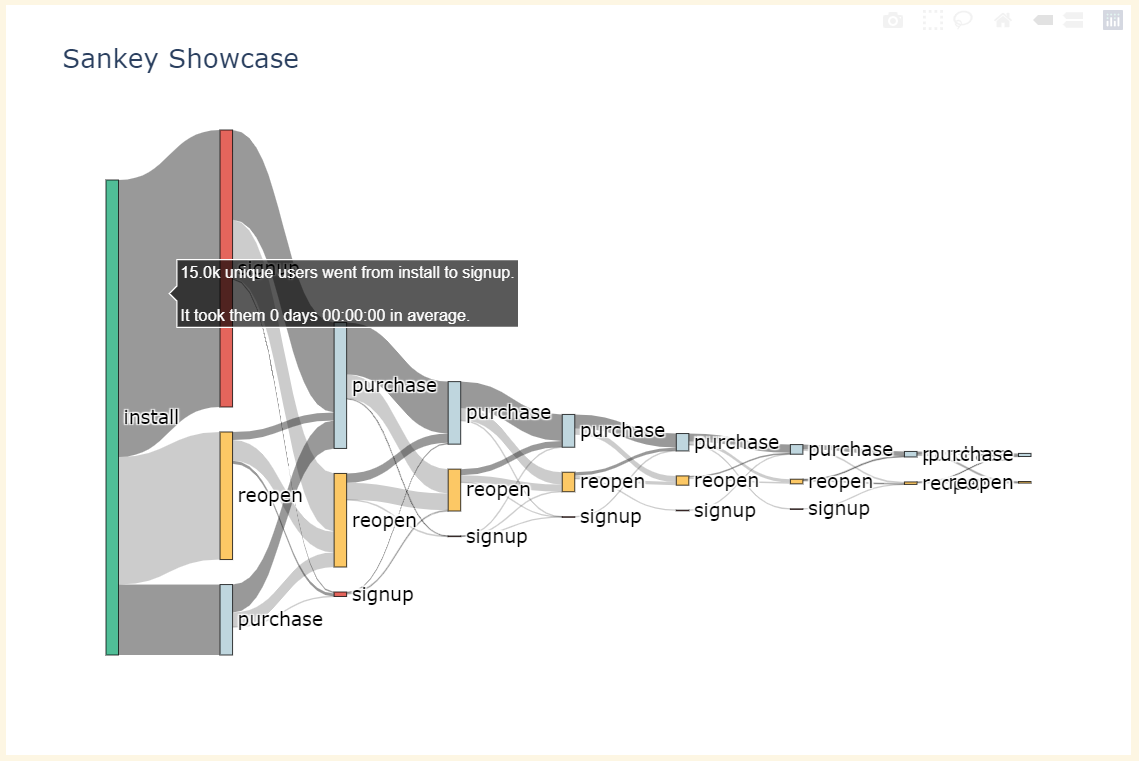 Sankey Showcase
signup
15.0k unique users went from install to signup.
It took them 0 days 00:00:00 in average.
install
reopen
purchase
purchase
reopen
signup
purchase
reopen
signup
purchase
reopen
signup
purchase
reopen
signup
purchase
reopen
signup
purchase
reopen